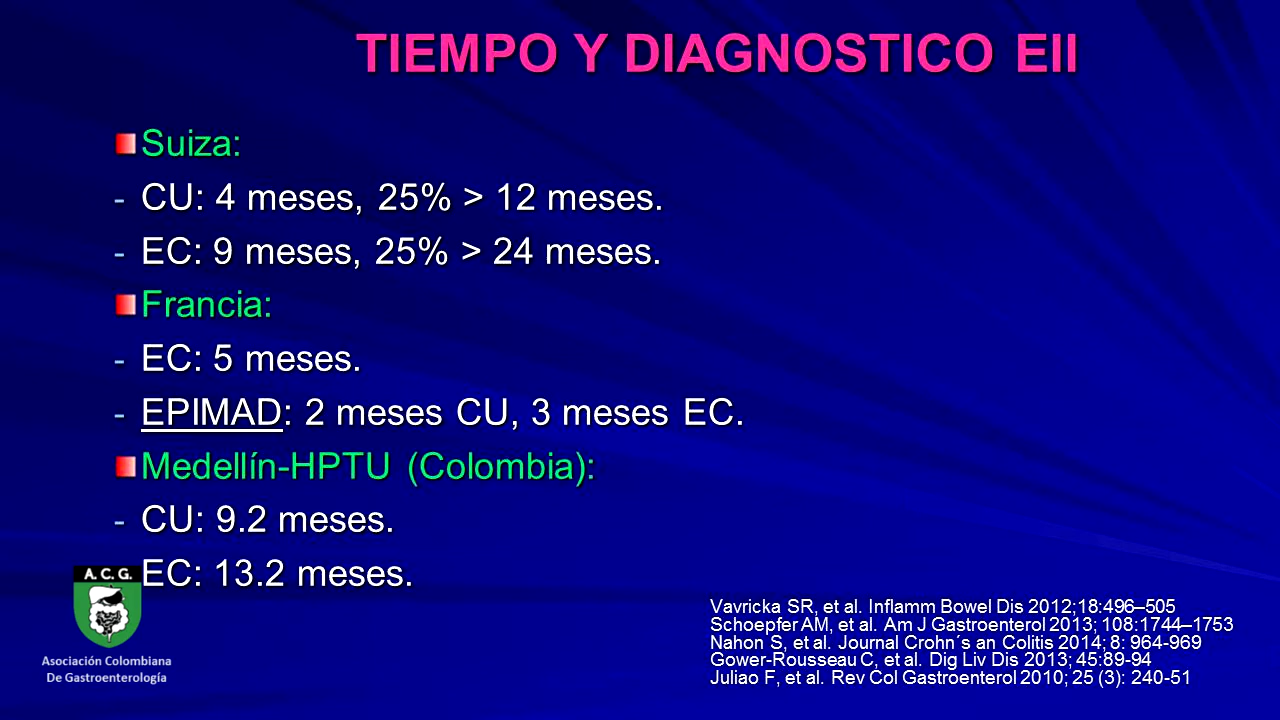 TIEMPO Y DIAGNOSTICO EII
Suiza:
- CU: 4 meses, 25% > 12 meses.
- EC: 9 meses, 25% > 24 meses.
Francia:
- EC: 5 meses.
- EPIMAD: 2 meses CU, 3 meses EC.
Medellín-HPTU (Colombia):
- CU: 9.2 meses.
EC: 13.2 meses.
A. C. G.
Asociación Colombiana
De Gastroenterología
Vavricka SR, et al. Inflamm Bowel Dis 2012;18:496–505
Schoepfer AM, et al. Am J Gastroenterol 2013; 108:1744–1753
Nahon S, et al. Journal Crohn´s an Colitis 2014; 8: 964-969
Gower-Rousseau C, et al. Dig Liv Dis 2013; 45:89-94
Juliao F, et al. Rev Col Gastroenterol 2010; 25 (3): 240-51